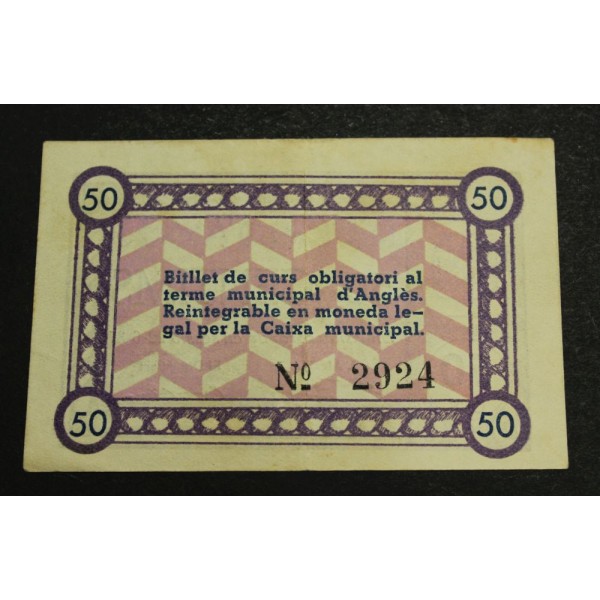 50 50
Bitllet de curs obligatori al
terme municipal d'Anglès.
Reintegrable en moneda le-
gal per la Caixa municipal.
Nº 2924
50 50